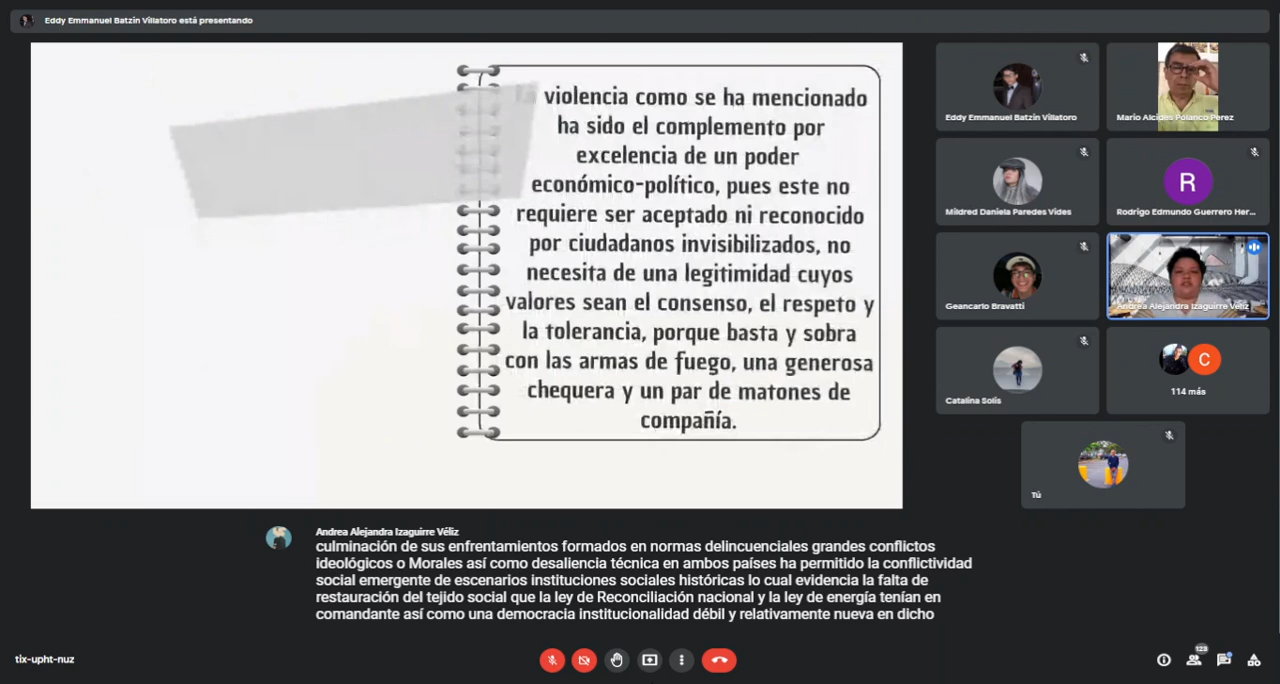 Eddy Emmanuel Batzín Villatoro está presentando
violencia como se ha mencionado
ha sido el complemento por
excelencia de un poder
económico-político, pues este no
requiere ser aceptado ni reconocido
por ciudadanos invisibilizados, no
necesita de una legitimidad cuyos
valores sean el consenso, el respeto y
la tolerancia, porque basta y sobra
con las armas de fuego, una generosa
chequera y un par de matones de
compañía.
Eddy Emmanuel Batzín Villatoro
Mario Alcides Polanco Perez
Mildred Daniela Paredes Vides
R
Rodrigo Edmundo Guerrero Her...
Geancarlo Bravatti
Andrea Alejandra Izaguirre Véliz
Catalina Solís
C
114 más
Tú
Andrea Alejandra Izaguirre Véliz
culminación de sus enfrentamientos formados en normas delincuenciales grandes conflictos
ideológicos o Morales así como desaliencia técnica en ambos países ha permitido la conflictividad
social emergente de escenarios instituciones sociales históricas lo cual evidencia la falta de
restauración del tejido social que la ley de Reconciliación nacional y la ley de energía tenían en
comandante así como una democracia institucionalidad débil y relativamente nueva en dicho
tix-upht-nuz
123